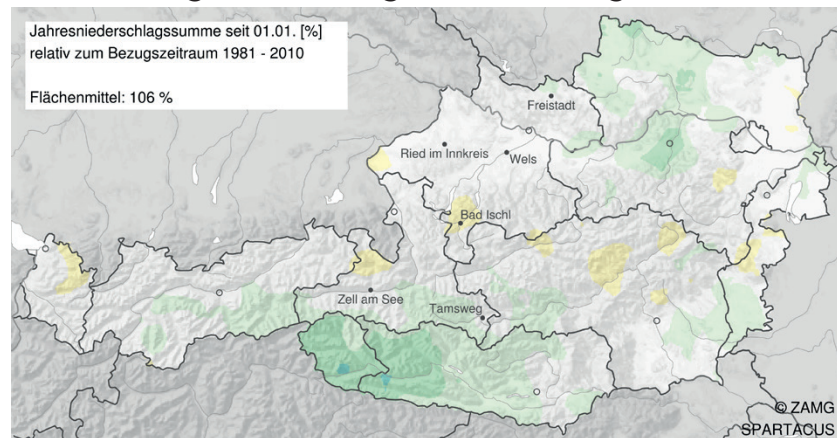 Jahresniederschlagssumme seit 01.01. [%]
relativ zum Bezugszeitraum 1981 - 2010
Flächenmittel: 106 %
Freistadt
Ried im Innkreis
Wels
Bad Ischl
Zell am See
Tamsweg
© ZAMG
SPARTACUS